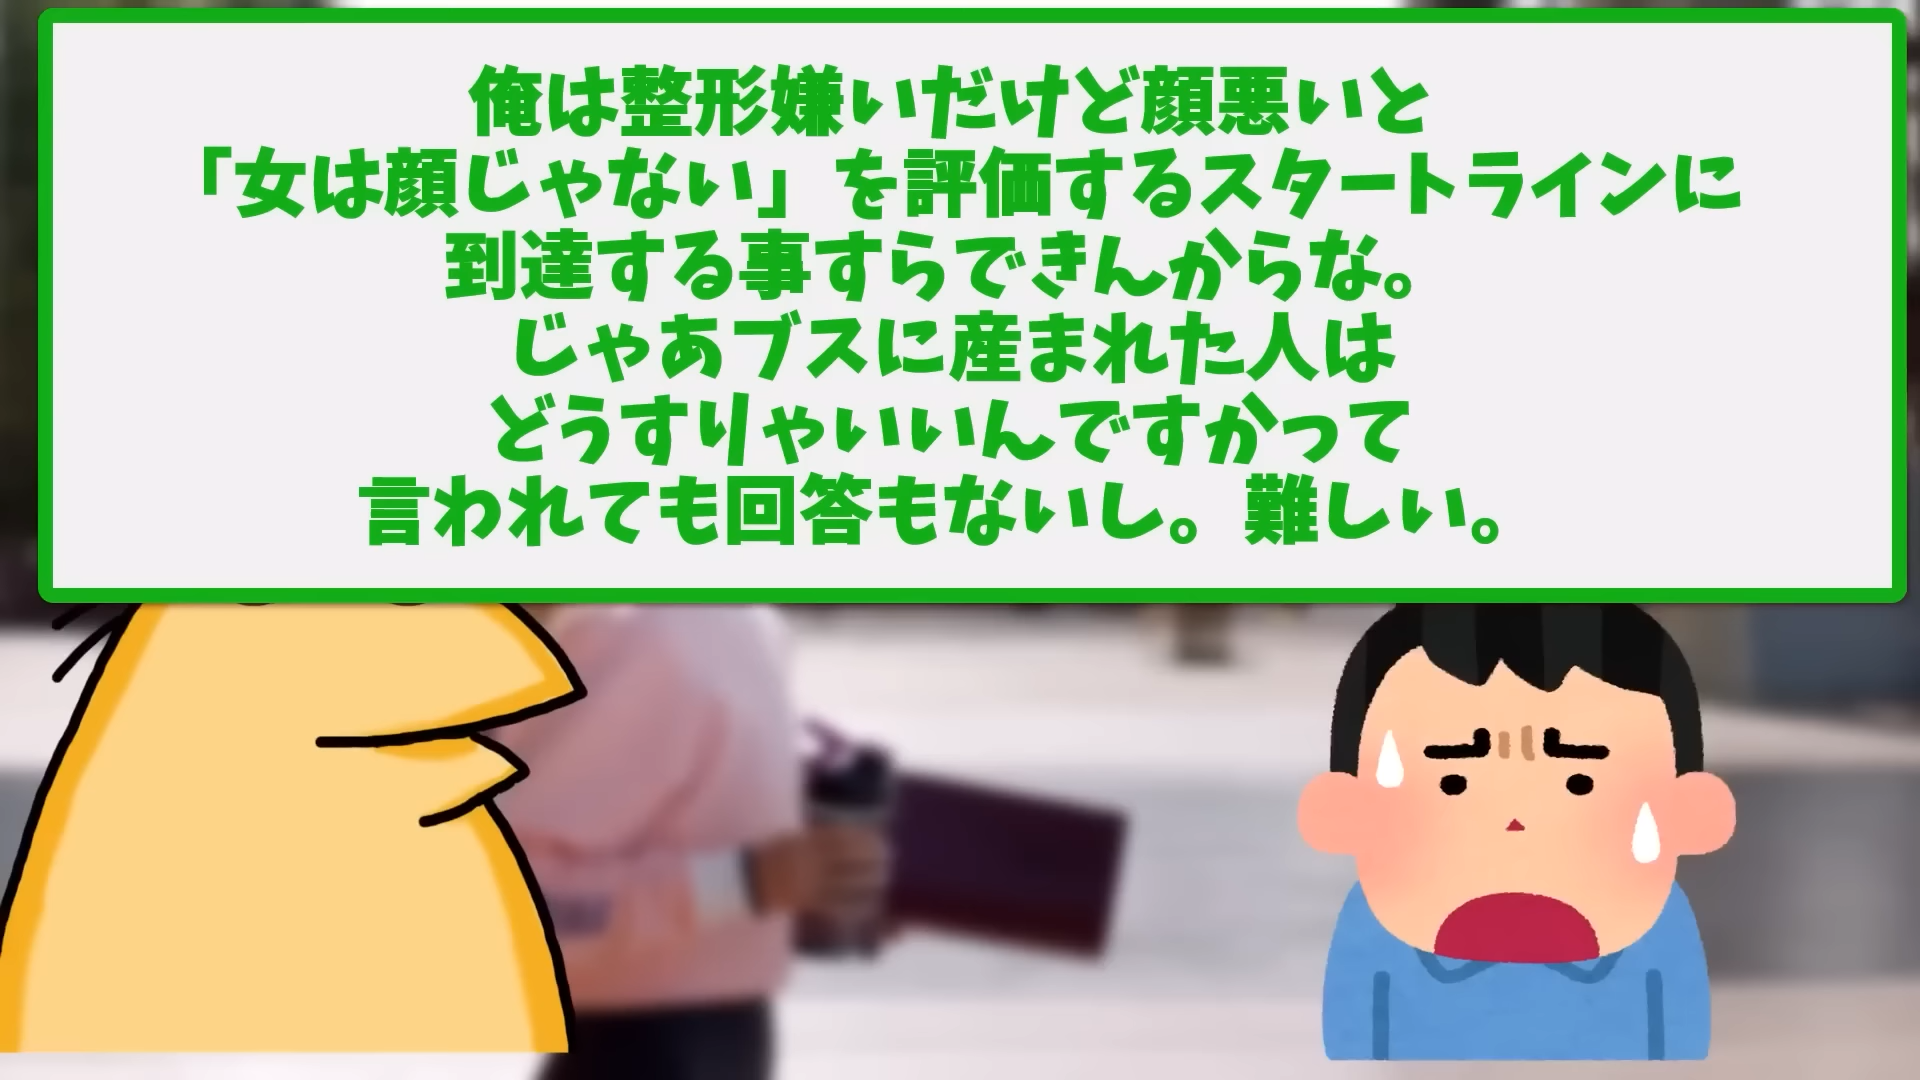 俺は整形嫌いだけど顔悪いと
「女は顔じゃない」を評価するスタートラインに
到達する事すらできんからな。
じゃあブスに産まれた人は
どうすりゃいいんですかって
言われても回答もないし。難しい。